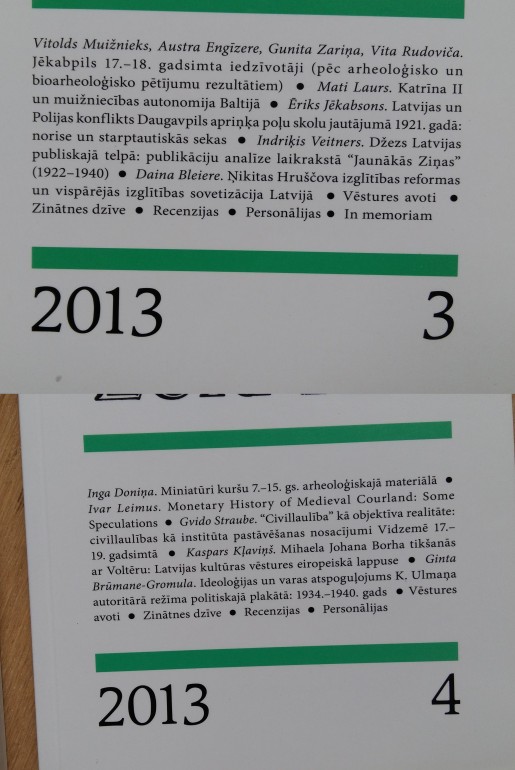 Vitolds Muižnieks, Austra Engīzere, Gunita Zariņa, Vita Rudoviča.
Jēkabpils 17.–18. gadsimta iedzīvotāji (pēc arheoloģisko un
bioarheoloģisko pētījumu rezultātiem) ● Mati Laurs. Katrīna II
un muižniecības autonomija Baltijā ● Ēriks Jēkabsons. Latvijas un
Polijas konflikts Daugavpils apriņķa poļu skolu jautājumā 1921. gadā:
norise un starptautiskās sekas ● Indriķis Veitners. Džezs Latvijas
publiskajā telpā: publikāciju analīze laikrakstā “Jaunākās Ziņas”
(1922–1940) ● Daina Bleiere. Ņikitas Hruščova izglītības reformas
un vispārējās izglītības sovetizācija Latvijā ● Vēstures avoti ●
Zinātnes dzīve ● Recenzijas ● Personālijas ● In memoriam
2013 3
Inga Doniņa. Miniatūri kuršu 7.–15. gs. arheoloģiskajā materiālā ●
Ivar Leimus. Monetary History of Medieval Courland: Some
Speculations ● Gvido Straube. “Civillaulība” kā objektīva realitāte:
civillaulības kā institūta pastāvēšanas nosacījumi Vidzemē 17.–
19. gadsimtā ● Kaspars Kļaviņš. Mihaela Johana Borha tikšanās
ar Voltēru: Latvijas kultūras vēstures eiropeiskā lappuse ● Ginta
Brūmane-Gromula. Ideoloģijas un varas atspoguļojums K. Ulmaņa
autoritārā režīma politiskajā plakātā: 1934.–1940. gads ● Vēstures
avoti ● Zinātnes dzīve ● Recenzijas ● Personālijas
2013 4